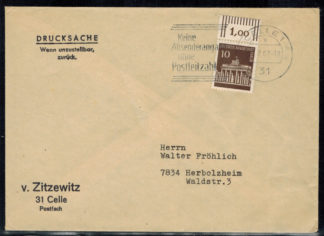 DRUCKSACHE
Wenn unzustellbar,
zurück.
Keine
Absenderangabe
ohne
Postleitzahl
1,00
10
31
Herrn
Walter Fröhlich
7834 Herbolzheim
Waldstr.3
v. Zitzewitz
31 Celle
Postfach